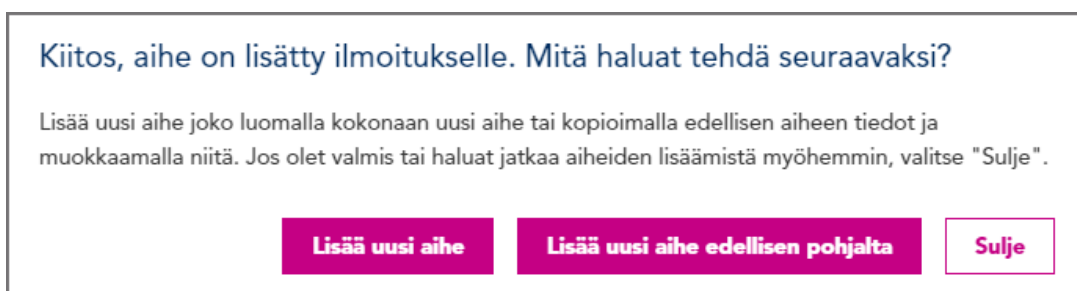 Kiitos, aihe on lisätty ilmoitukselle. Mitä haluat tehdä seuraavaksi?
Lisää uusi aihe joko luomalla kokonaan uusi aihe tai kopioimalla edellisen aiheen tiedot ja
muokkaamalla niitä. Jos olet valmis tai haluat jatkaa aiheiden lisäämistä myöhemmin, valitse "Sulje".
Lisää uusi aihe Lisää uusi aihe edellisen pohjalta Sulje